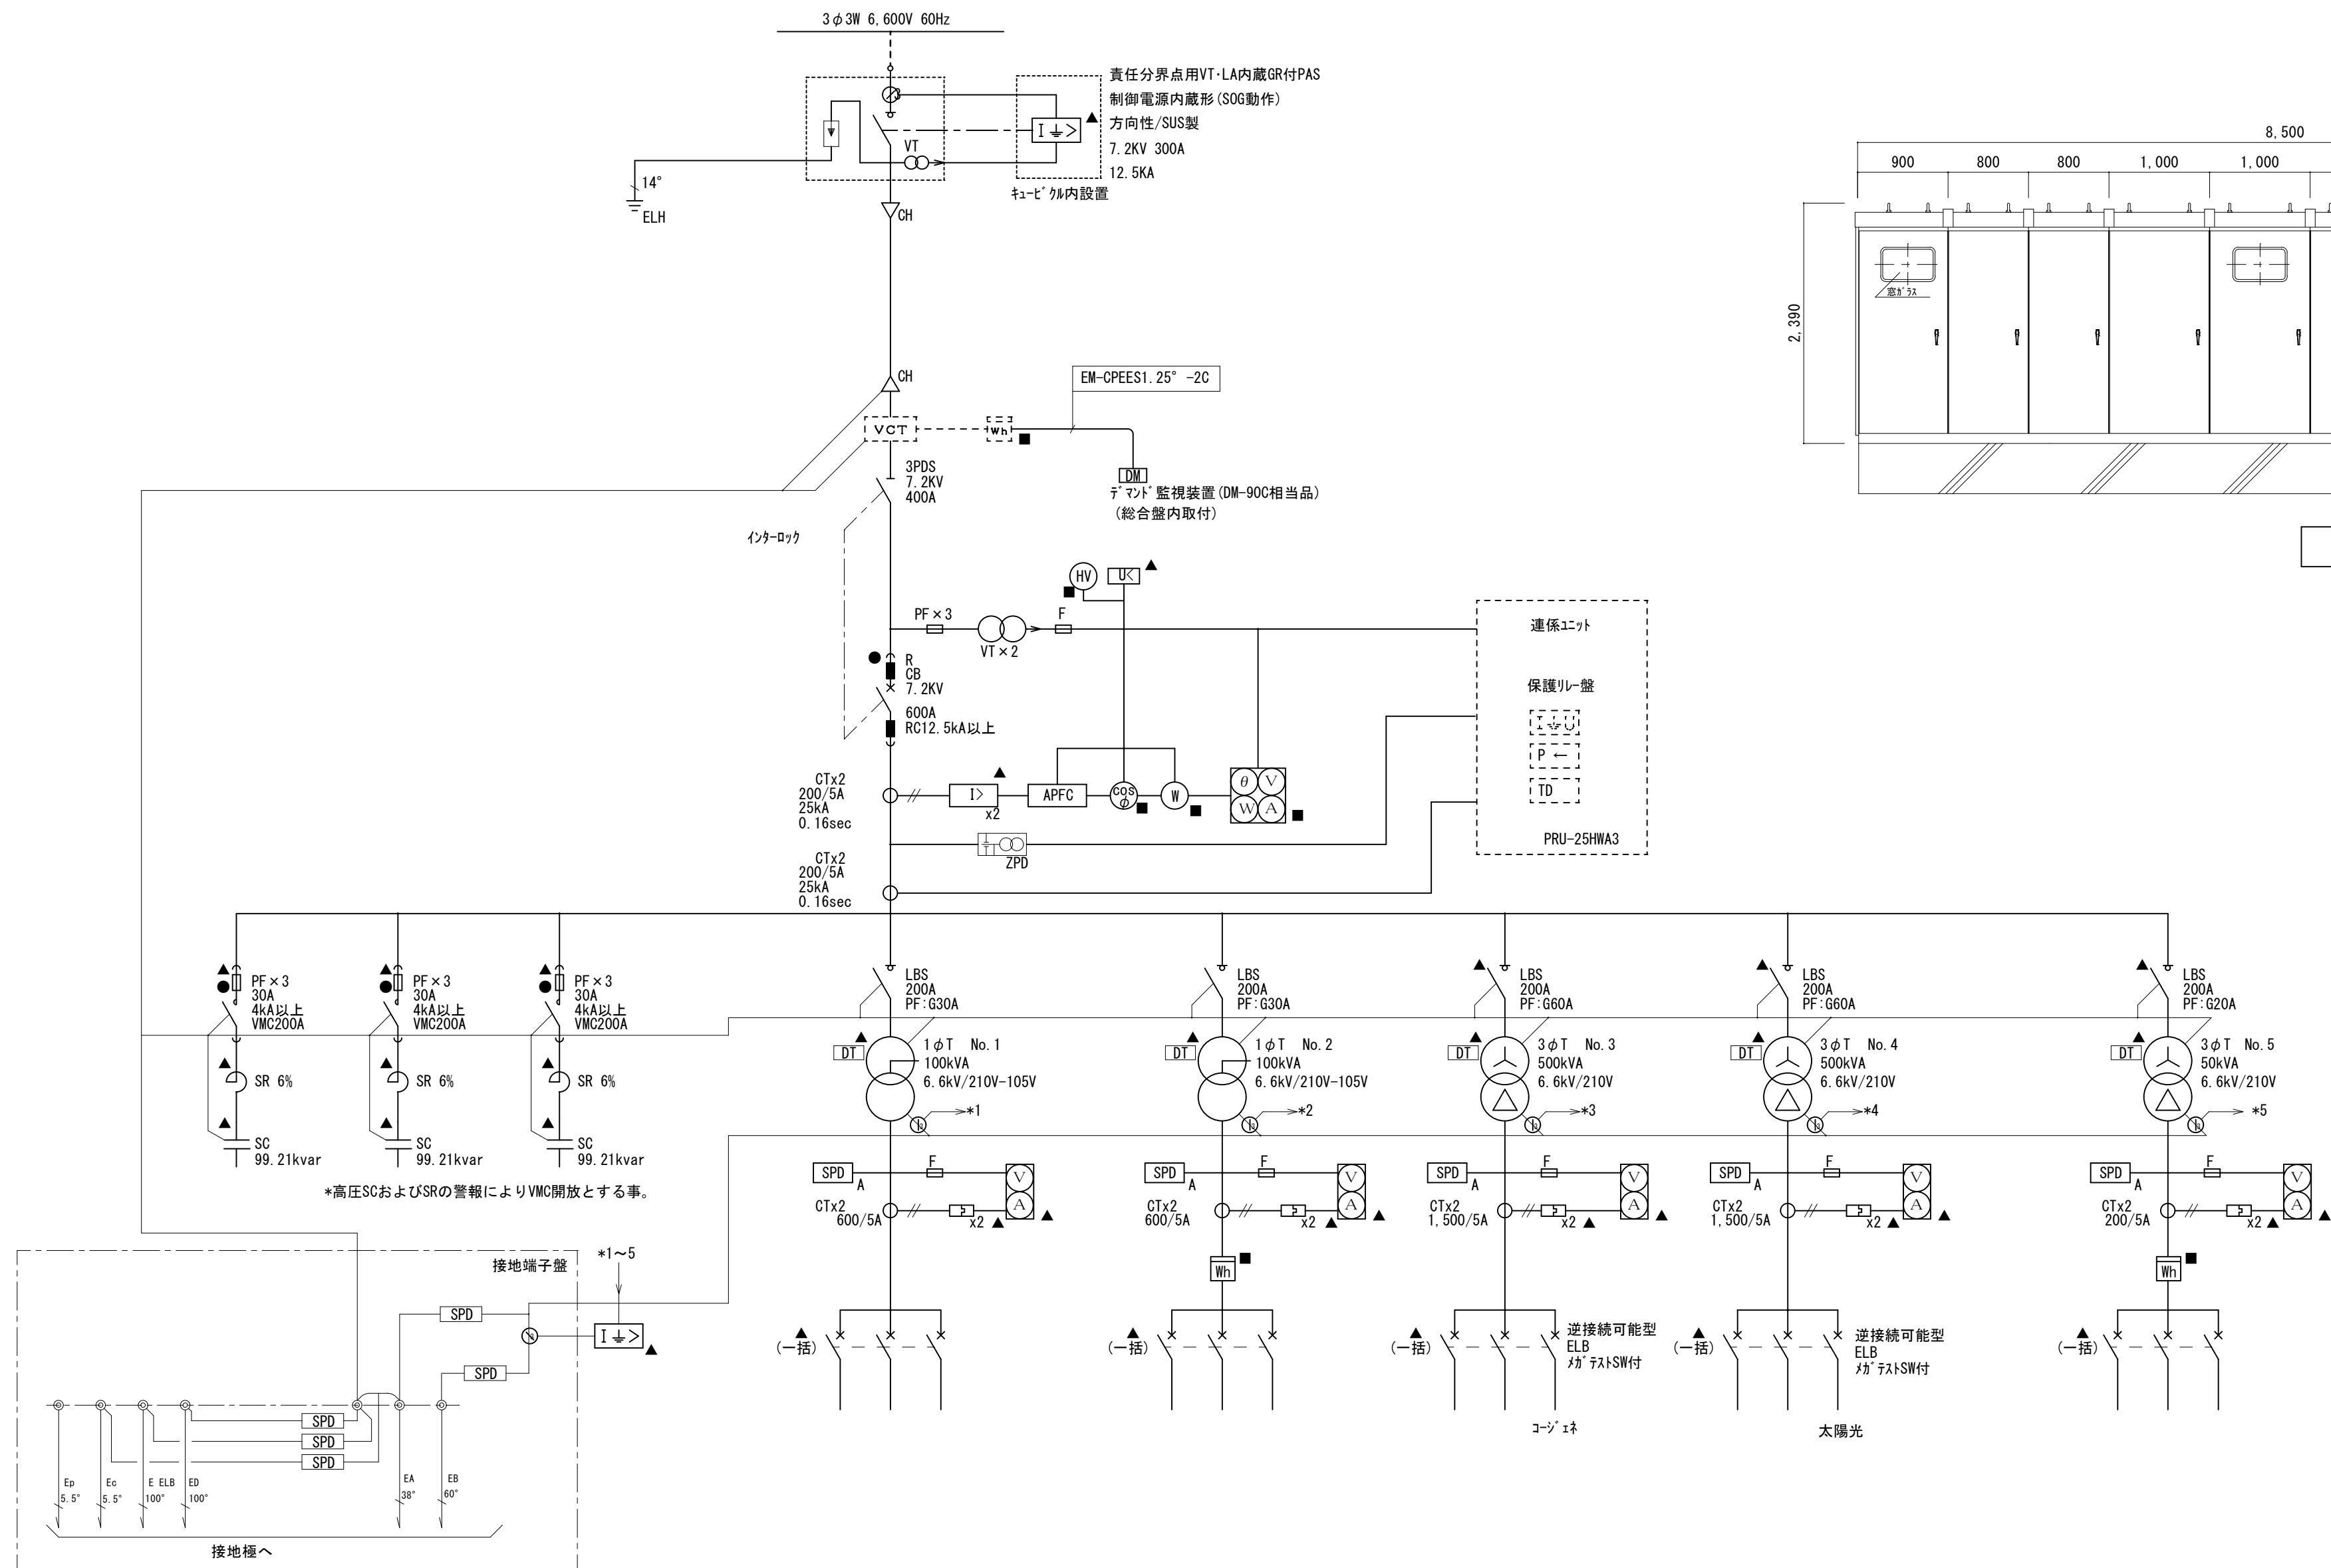 3φ3W 6,600V 60Hz
責任分界点用VT･LA内蔵GR付PAS
制御電源内蔵形(SOG動作)
方向性/SUS製
7.2KV 300A
12.5KA
I >
VT
ｷｭｰﾋﾞｸﾙ内設置
14°
ELH
CH
CH
EM-CPEES1.25° -2C
VCT
Wh
DM
ﾃﾞﾏﾝﾄﾞ監視装置(DM-90C相当品)
(総合盤内取付)
3PDS
7.2KV
400A
ｲﾝﾀｰﾛｯｸ
HV
U<
PF×3
F
VT×2
R
CB
7.2KV
600A
RC12.5kA以上
連係ﾕﾆｯﾄ
保護ﾘﾚｰ盤
I U
P ←
TD
PRU-25HWA3
CTx2
200/5A
25kA
0.16sec
I>
x2
APFC
cos
φ
W
θ V
W A
ZPD
CTx2
200/5A
25kA
0.16sec
PF×3
30A
4kA以上
VMC200A
SR 6%
SC
99.21kvar
PF×3
30A
4kA以上
VMC200A
SR 6%
SC
99.21kvar
PF×3
30A
4kA以上
VMC200A
SR 6%
SC
99.21kvar
*高圧SCおよびSRの警報によりVMC開放とする事。
LBS
200A
PF:G30A
DT
1φT No.1
100kVA
6.6kV/210V-105V
*1
SPD
A
F
V
A
CTx2
600/5A
x2
(一括)
LBS
200A
PF:G30A
DT
1φT No.2
100kVA
6.6kV/210V-105V
*2
SPD
A
F
V
A
CTx2
600/5A
x2
Wh
(一括)
LBS
200A
PF:G60A
DT
3φT No.3
500kVA
6.6kV/210V
*3
SPD
A
F
V
A
CTx2
1,500/5A
x2
(一括)
逆接続可能型
ELB
ﾒｶﾞﾃｽﾄSW付
ｺｰｼﾞｪﾈ
LBS
200A
PF:G60A
DT
3φT No.4
500kVA
6.6kV/210V
*4
SPD
A
F
V
A
CTx2
1,500/5A
x2
(一括)
逆接続可能型
ELB
ﾒｶﾞﾃｽﾄSW付
太陽光
LBS
200A
PF:G20A
DT
3φT No.5
50kVA
6.6kV/210V
*5
SPD
A
F
V
A
CTx2
200/5A
x2
Wh
(一括)
接地端子盤
*1～5
SPD
I >
SPD
SPD
SPD
SPD
Ep
5.5°
Ec
5.5°
E ELB
100°
ED
100°
EA
38°
EB
60°
接地極へ
8,500
900 800 800 1,000 1,000
2,390
窓ｶﾞﾗｽ